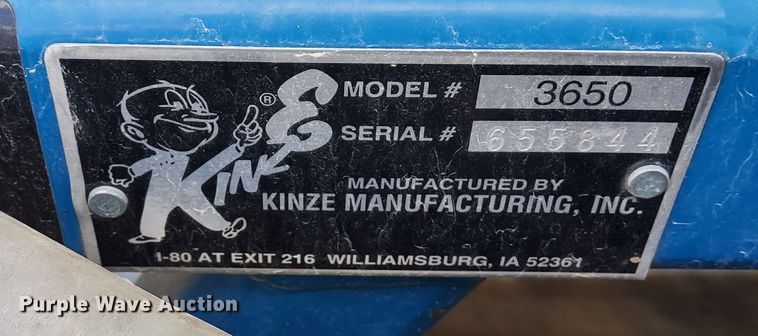 KINZE®
MODEL # 3650
SERIAL # 655844
MANUFACTURED BY
KINZE MANUFACTURING, INC.
I-80 AT EXIT 216 WILLIAMSBURG, IA 52361
Purple Wave Auction